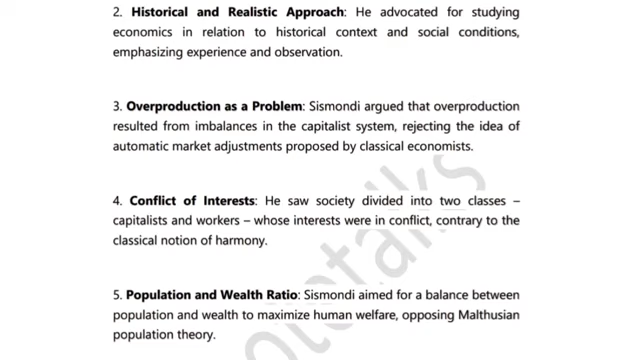 2. Historical and Realistic Approach: He advocated for studying
economics in relation to historical context and social conditions,
emphasizing experience and observation.
3. Overproduction as a Problem: Sismondi argued that overproduction
resulted from imbalances in the capitalist system, rejecting the idea of
automatic market adjustments proposed by classical economists.
4. Conflict of Interests: He saw society divided into two classes –
capitalists and workers – whose interests were in conflict, contrary to the
classical notion of harmony.
5. Population and Wealth Ratio: Sismondi aimed for a balance between
population and wealth to maximize human welfare, opposing Malthusian
population theory.